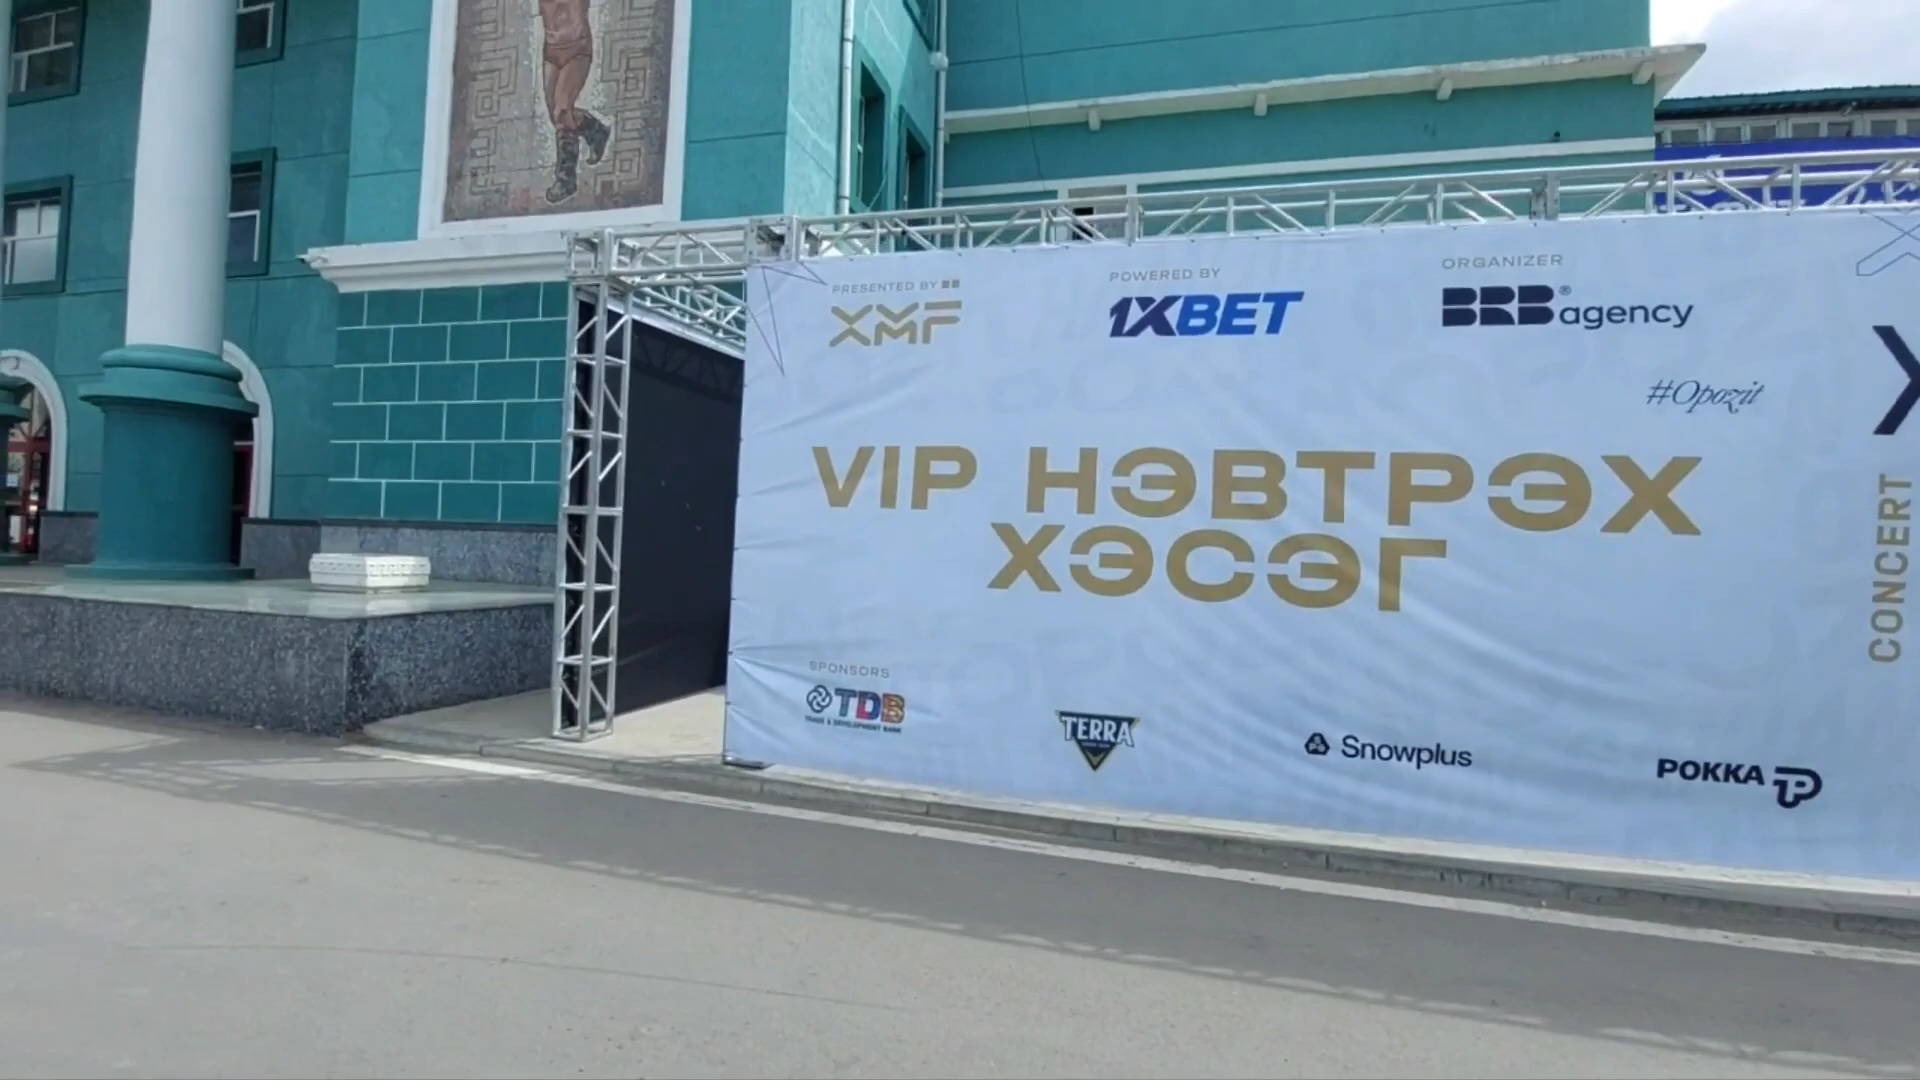 PRESENTED BY
XMF
POWERED BY
1XBET
ORGANIZER
BRB® agency
#Opozit
VIP НЭВТРЭХ
ХЭСЭГ
CONCERT
SPONSORS
TDB
TRADE & DEVELOPMENT BANK
TERRA
Snowplus
POKKA